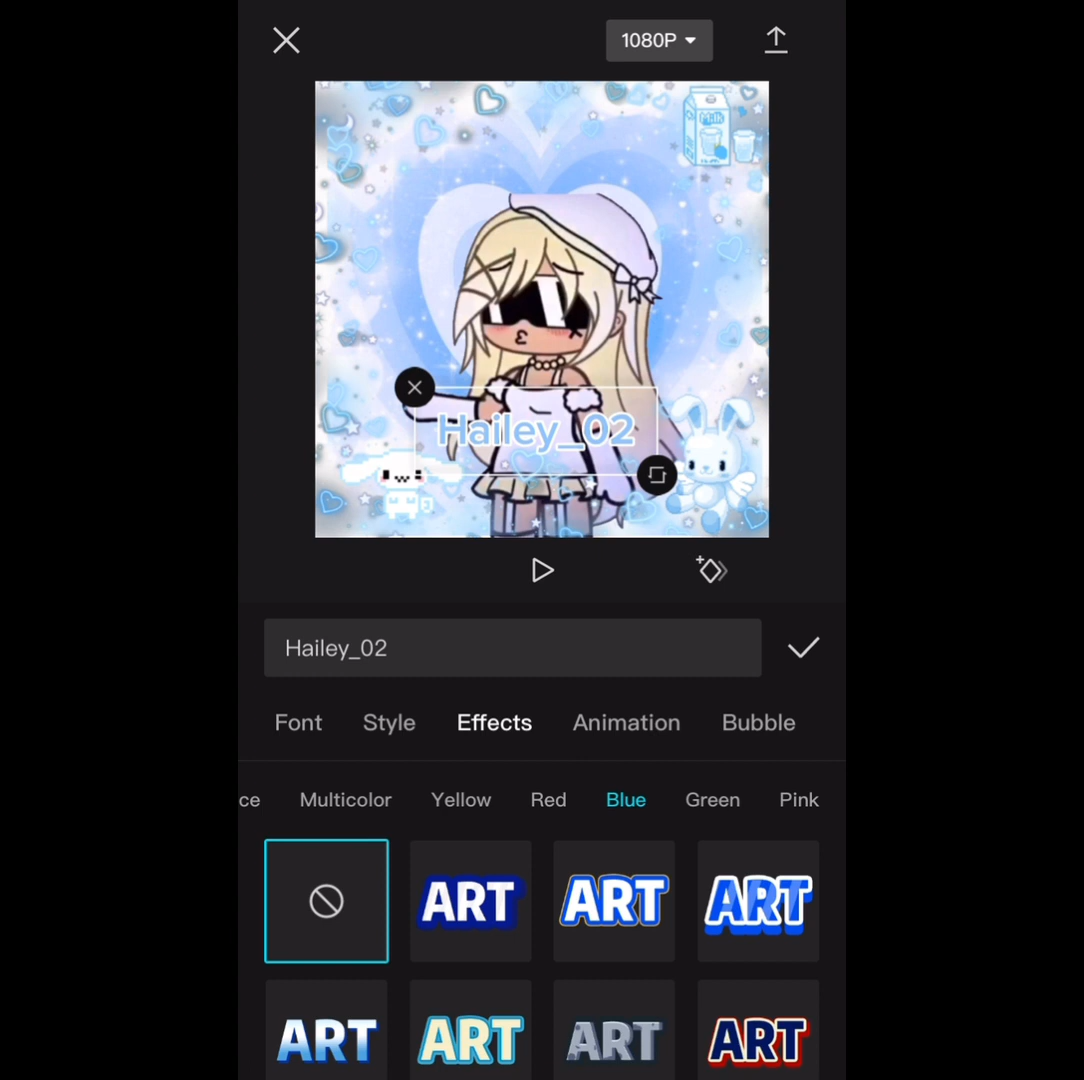 1080P
Milk
Hailey_02
Hailey_02
Font Style Effects Animation Bubble
ce Multicolor Yellow Red Blue Green Pink
ART ART ART
ART ART ART ART